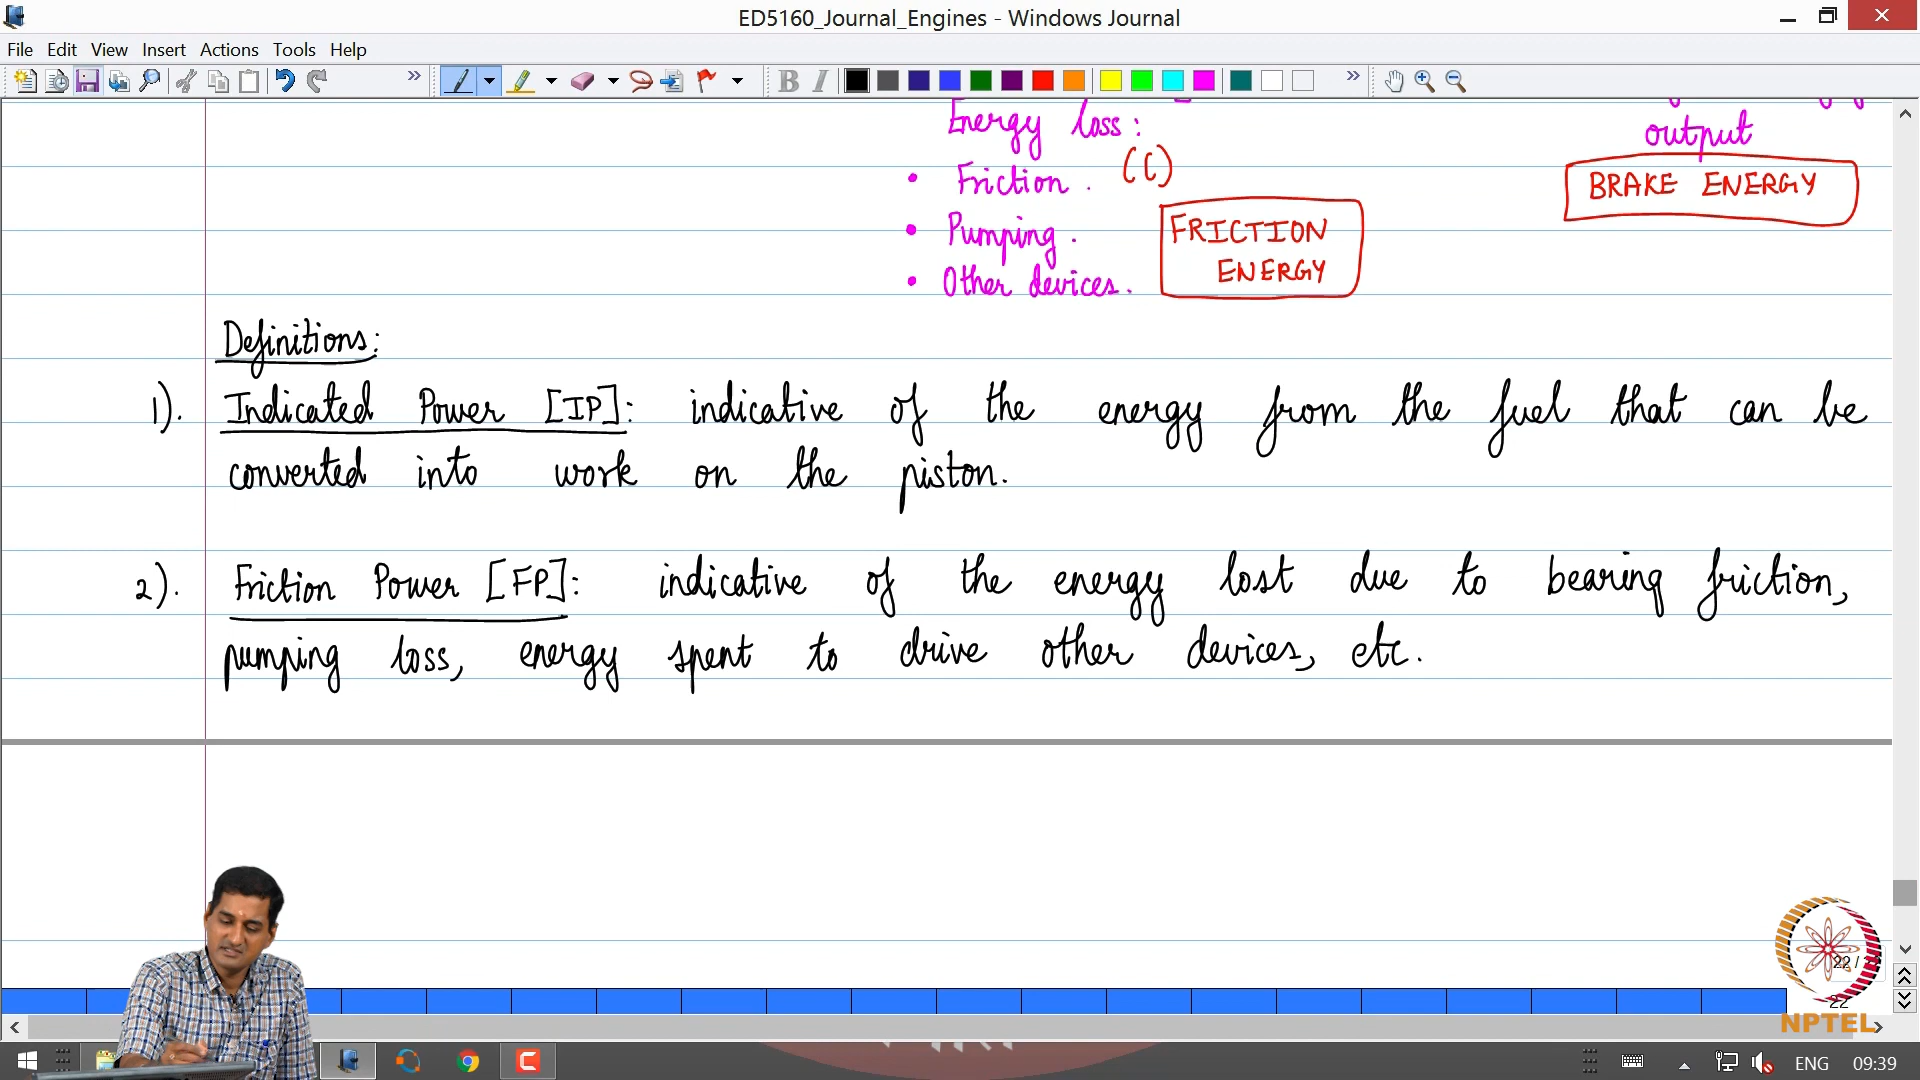 ED5160_Journal_Engines - Windows Journal
File Edit View Insert Actions Tools Help
Energy loss:
(C)
• Friction.
• Pumping.
• Other devices.
FRICTION
ENERGY
output
BRAKE ENERGY
Definitions:
1). Indicated Power [IP]: indicative of the energy from the fuel that can be
converted into work on the piston.
2). Friction Power [FP]: indicative of the energy lost due to bearing friction,
pumping loss, energy spent to drive other devices, etc.
22
NPTEL
ENG 09:39